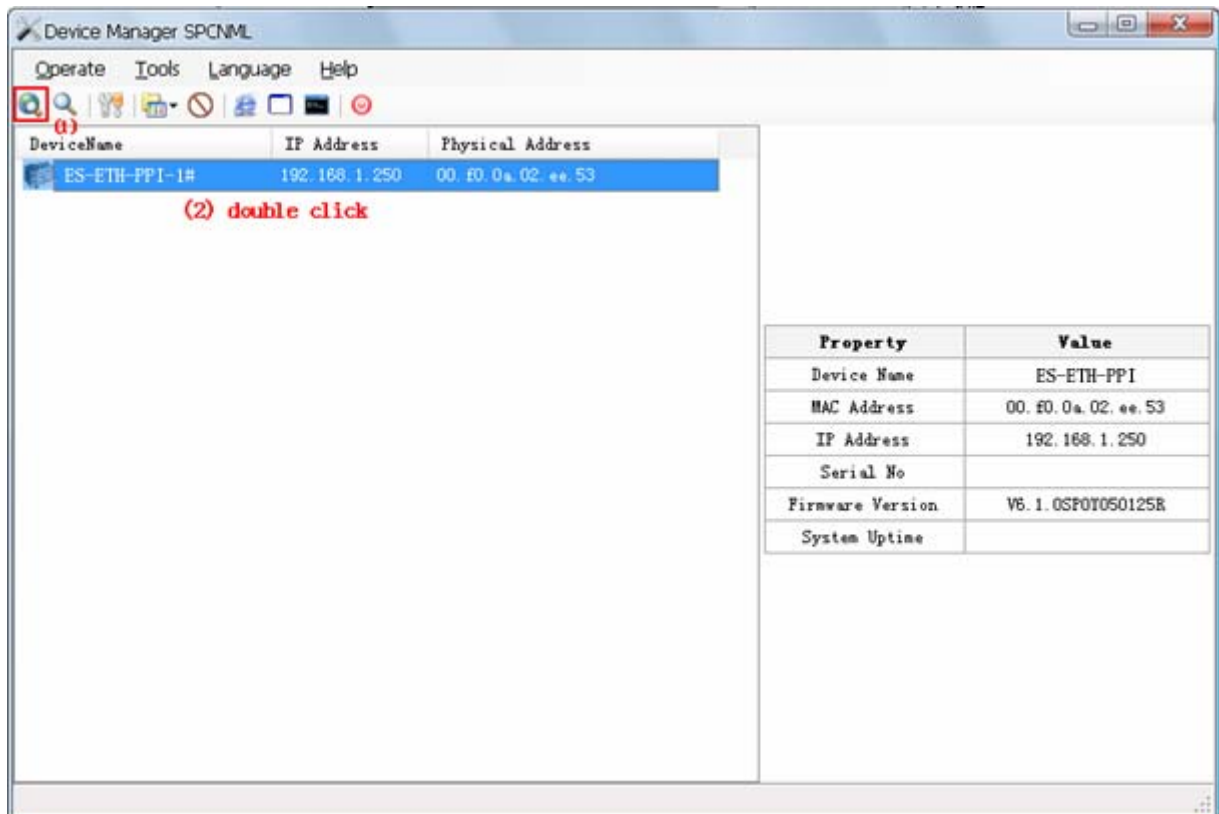 Device Manager SPCNML
Operate Tools Language Help
(1)
DeviceName IP Address Physical Address
ES-ETH-PPI-1# 192.168.1.250 00.f0.0a.02.ee.53
(2) double click
Property Value
Device Name ES-ETH-PPI
MAC Address 00.f0.0a.02.ee.53
IP Address 192.168.1.250
Serial No
Firmware Version V6.1.0SP0T050125R
System Uptime